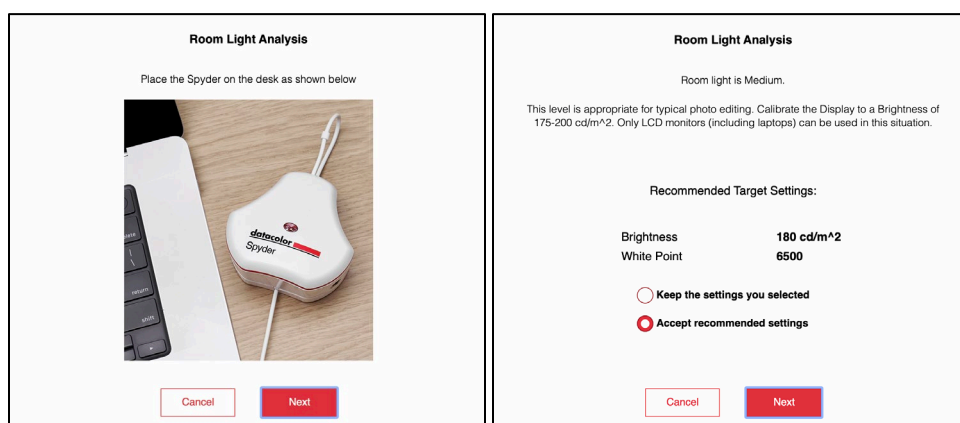 Room Light Analysis
Place the Spyder on the desk as shown below
delete
return
shift
datacolor
Spyder
Cancel
Next
Room Light Analysis
Room light is Medium.
This level is appropriate for typical photo editing. Calibrate the Display to a Brightness of
175-200 cd/m^2. Only LCD monitors (including laptops) can be used in this situation.
Recommended Target Settings:
Brightness 180 cd/m^2
White Point 6500
Keep the settings you selected
Accept recommended settings
Cancel
Next